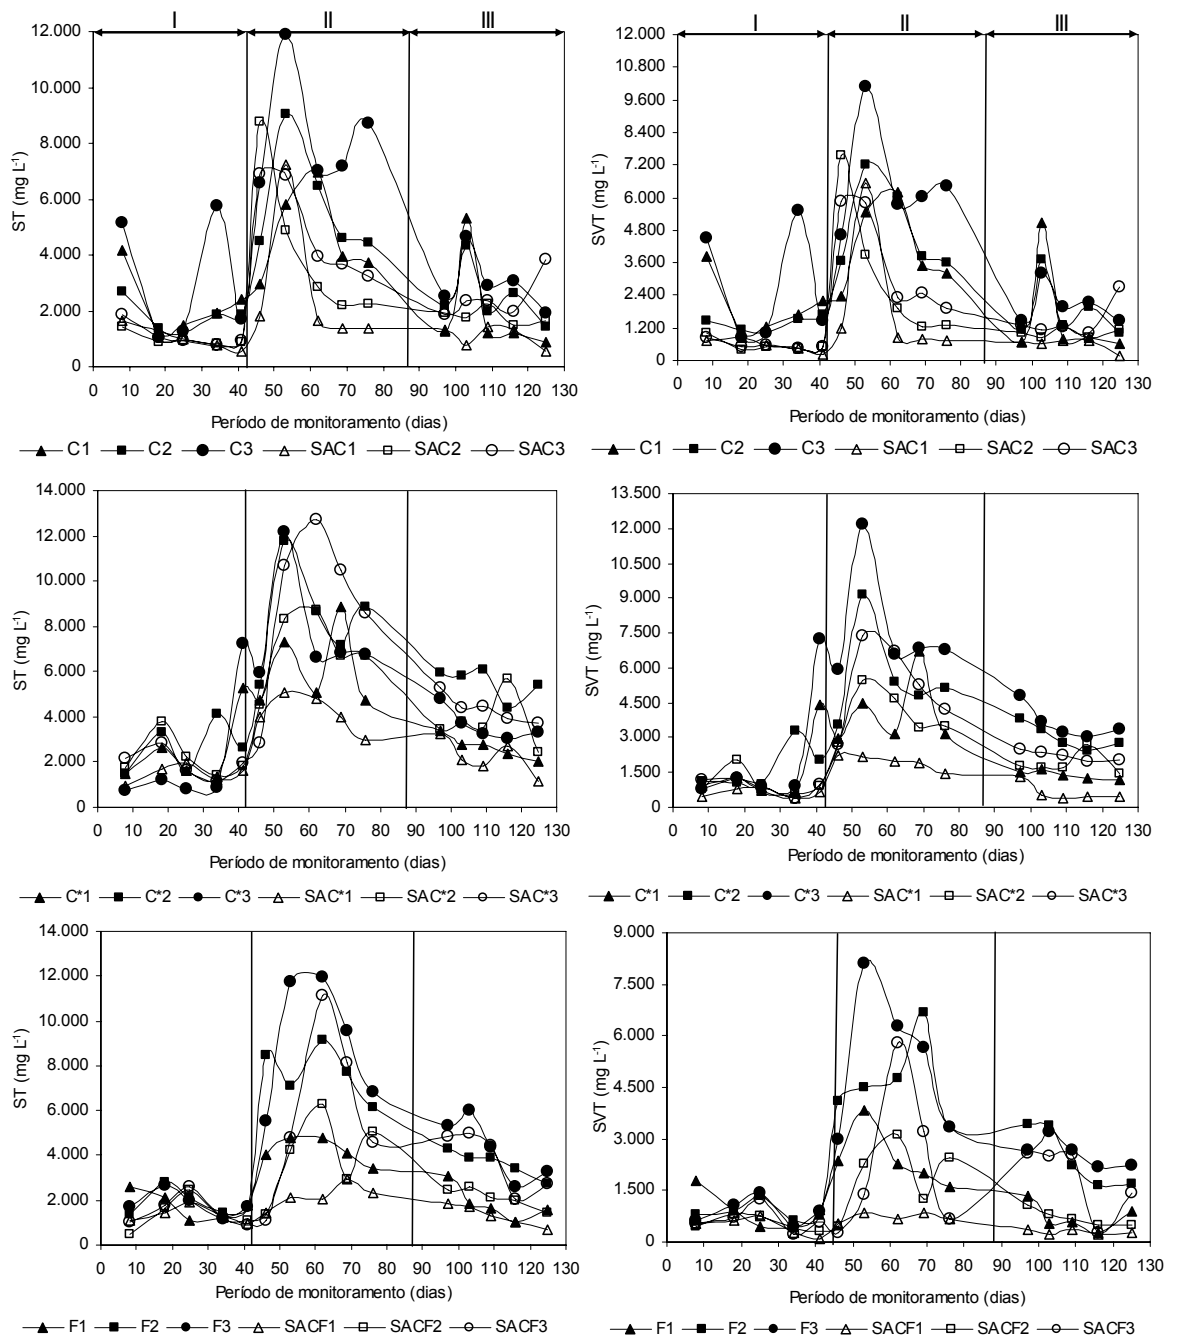 I II III
12.000
10.000
8.000
6.000
4.000
2.000
0
ST (mg L-1)
0 10 20 30 40 50 60 70 80 90 100 110 120 130
Período de monitoramento (dias)
C1 C2 C3 SAC1 SAC2 SAC3
I II III
12.000
10.800
9.600
8.400
7.200
6.000
4.800
3.600
2.400
1.200
0
SVT (mg L-1)
0 10 20 30 40 50 60 70 80 90 100 110 120 130
Período de monitoramento (dias)
C1 C2 C3 SAC1 SAC2 SAC3
14.000
12.000
10.000
8.000
6.000
4.000
2.000
0
ST (mg L-1)
0 10 20 30 40 50 60 70 80 90 100 110 120 130
Período de monitoramento (dias)
C*1 C*2 C*3 SAC*1 SAC*2 SAC*3
13.500
12.000
10.500
9.000
7.500
6.000
4.500
3.000
1.500
0
SVT (mg L-1)
0 10 20 30 40 50 60 70 80 90 100 110 120 130
Período de monitoramento (dias)
C*1 C*2 C*3 SAC*1 SAC*2 SAC*3
14.000
12.000
10.000
8.000
6.000
4.000
2.000
0
ST (mg L-1)
0 10 20 30 40 50 60 70 80 90 100 110 120 130
Período de monitoramento (dias)
F1 F2 F3 SACF1 SACF2 SACF3
9.000
7.500
6.000
4.500
3.000
1.500
0
SVT (mg L-1)
0 10 20 30 40 50 60 70 80 90 100 110 120 130
Período de monitoramento (dias)
F1 F2 F3 SACF1 SACF2 SACF3